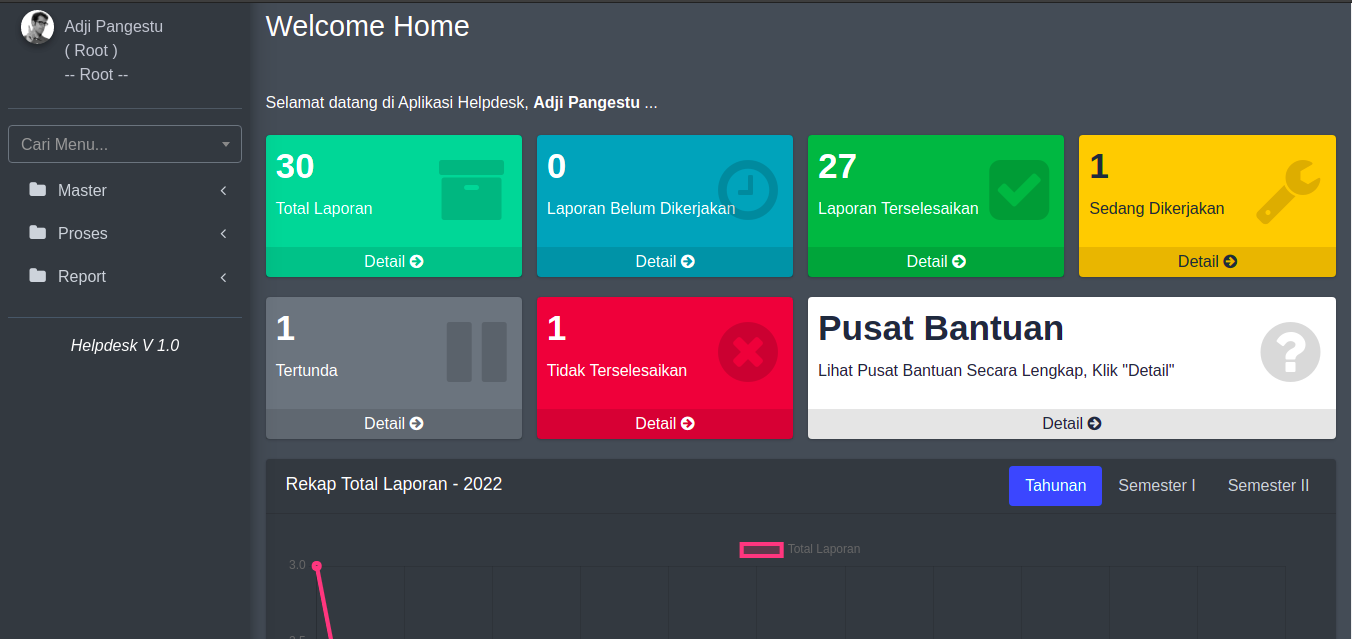 Adji Pangestu
( Root )
-- Root --
Cari Menu...
Master
Proses
Report
Helpdesk V 1.0
Welcome Home
Selamat datang di Aplikasi Helpdesk, Adji Pangestu ...
30
Total Laporan
Detail
0
Laporan Belum Dikerjakan
Detail
27
Laporan Terselesaikan
Detail
1
Sedang Dikerjakan
Detail
1
Tertunda
Detail
1
Tidak Terselesaikan
Detail
Pusat Bantuan
Lihat Pusat Bantuan Secara Lengkap, Klik "Detail"
Detail
Rekap Total Laporan - 2022
Tahunan
Semester I
Semester II
Total Laporan
3.0